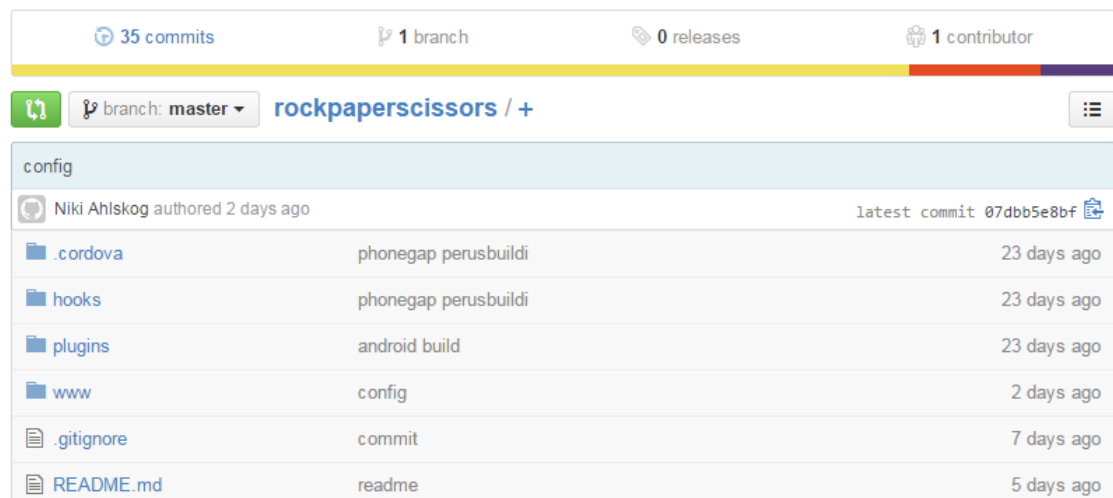 35 commits 1 branch 0 releases 1 contributor
branch: master rockpaperscissors / +
config
Niki Ahlskog authored 2 days ago latest commit 07dbb5e8bf
.cordova phonegap perusbuildi 23 days ago
hooks phonegap perusbuildi 23 days ago
plugins android build 23 days ago
www config 2 days ago
.gitignore commit 7 days ago
README.md readme 5 days ago